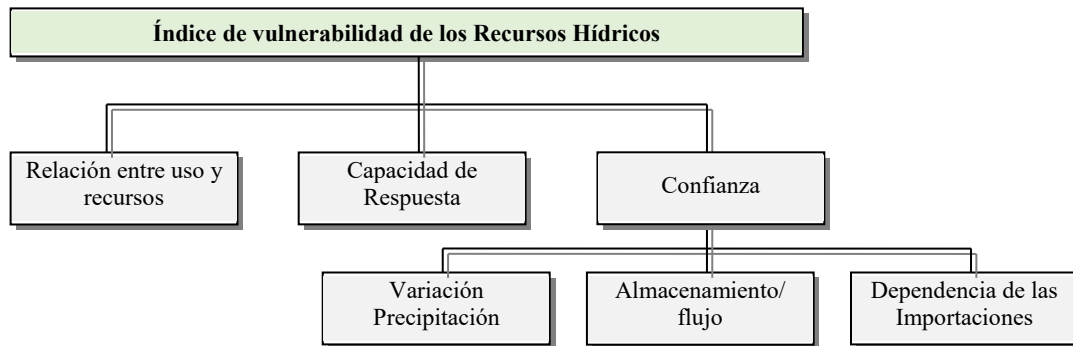 Índice de vulnerabilidad de los Recursos Hídricos
Relación entre uso y
recursos
Capacidad de
Respuesta
Confianza
Variación
Precipitación
Almacenamiento/
flujo
Dependencia de las
Importaciones